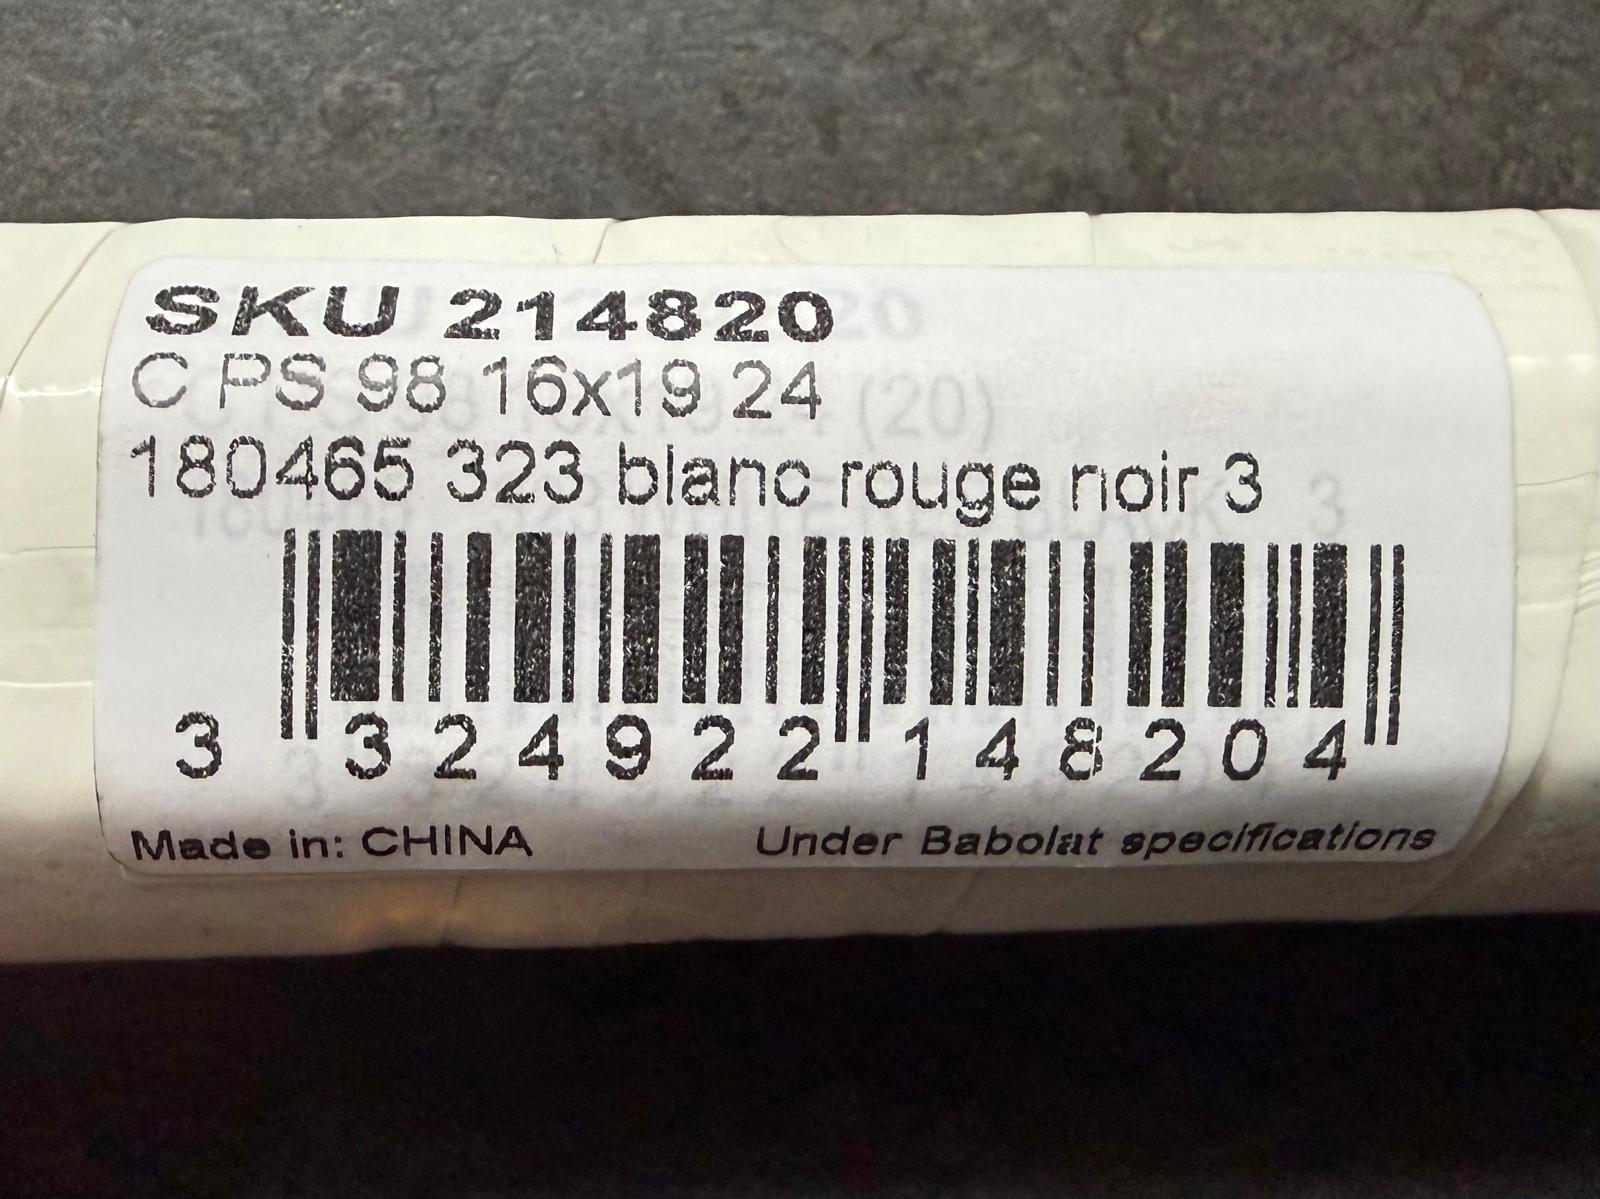 SKU 214820
C PS 98 16x19 24
180465 323 blanc rouge noir 3
3 324922 148204
Made in: CHINA Under Babolat specifications